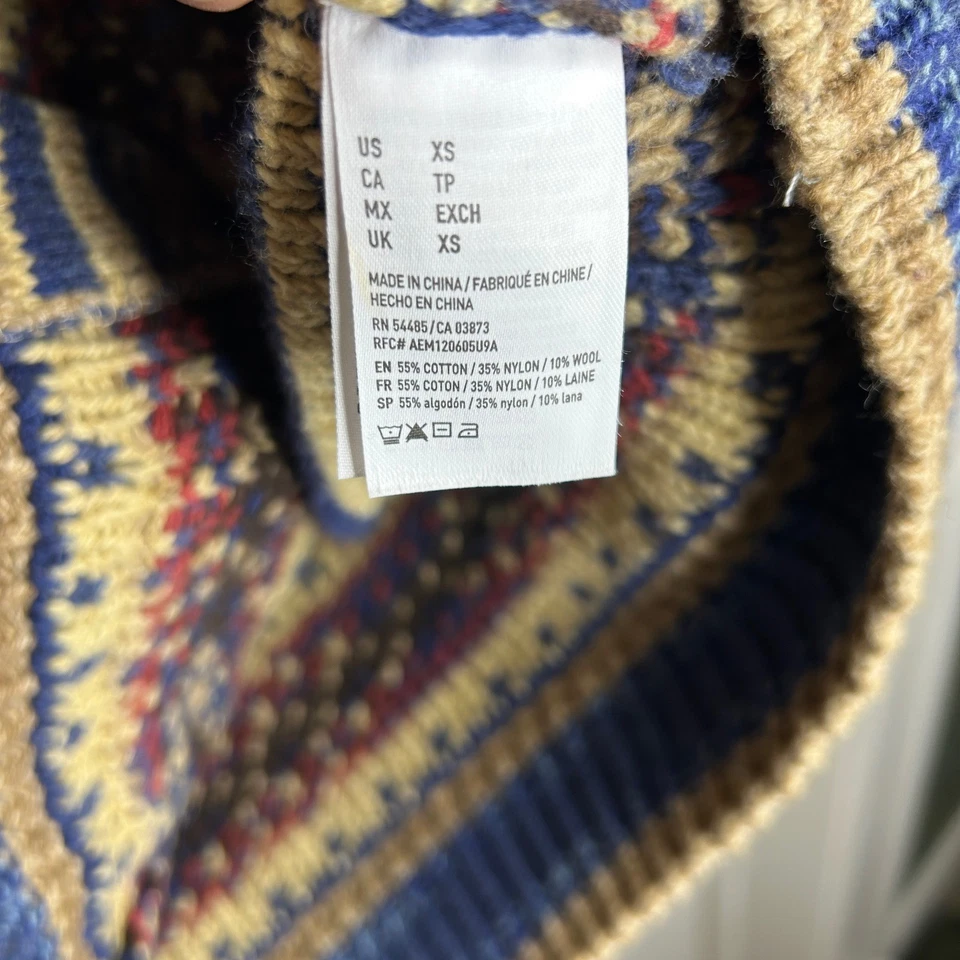 US XS
CA TP
MX EXCH
UK XS
MADE IN CHINA / FABRIQUÉ EN CHINE /
HECHO EN CHINA
RN 54485 / CA 03873
RFC# AEM120605U9A
EN 55% COTTON / 35% NYLON / 10% WOOL
FR 55% COTON / 35% NYLON / 10% LAINE
SP 55% algodón / 35% nylon / 10% lana